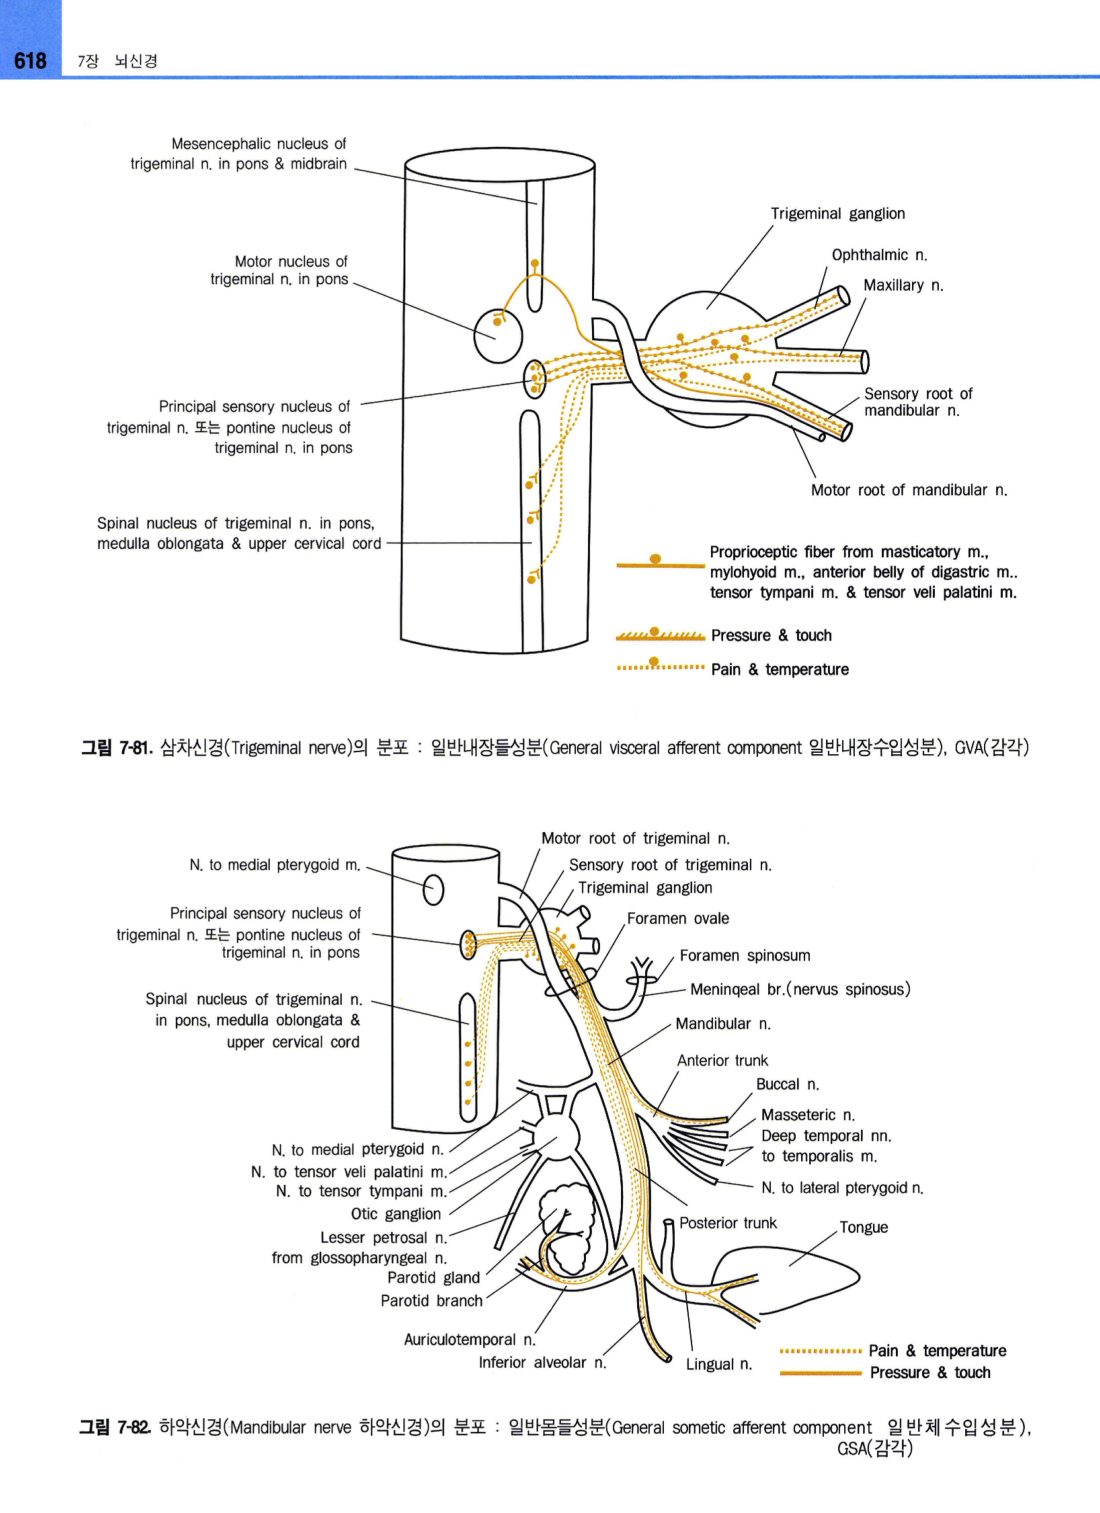 618
7장 뇌신경
Mesencephalic nucleus of
trigeminal n. in pons & midbrain
Trigeminal ganglion
Ophthalmic n.
Maxillary n.
Motor nucleus of
trigeminal n. in pons
Sensory root of
mandibular n.
Principal sensory nucleus of
trigeminal n. 또는 pontine nucleus of
trigeminal n. in pons
Motor root of mandibular n.
Spinal nucleus of trigeminal n. in pons,
medulla oblongata & upper cervical cord
Proprioceptic fiber from masticatory m.,
mylohyoid m., anterior belly of digastric m..
tensor tympani m. & tensor veli palatini m.
Pressure & touch
Pain & temperature
그림 7-81. 삼차신경(Trigeminal nerve)의 분포 : 일반내장들성분(General visceral afferent component 일반내장수입성분), GVA(감각)
Motor root of trigeminal n.
N. to medial pterygoid m.
Sensory root of trigeminal n.
Trigeminal ganglion
Principal sensory nucleus of
trigeminal n. 또는 pontine nucleus of
trigeminal n. in pons
Foramen ovale
Foramen spinosum
Meninqeal br.(nervus spinosus)
Spinal nucleus of trigeminal n.
in pons, medulla oblongata &
upper cervical cord
Mandibular n.
Anterior trunk
Buccal n.
Masseteric n.
Deep temporal nn.
to temporalis m.
N. to lateral pterygoid n.
N. to medial pterygoid n.
N. to tensor veli palatini m.
N. to tensor tympani m.
Otic ganglion
Lesser petrosal n.
from glossopharyngeal n.
Parotid gland
Parotid branch
Posterior trunk
Tongue
Auriculotemporal n.
Inferior alveolar n.
Lingual n.
Pain & temperature
Pressure & touch
그림 7-82. 하악신경(Mandibular nerve 하악신경)의 분포 : 일반몸들성분(General sometic afferent component 일반체수입성분),
GSA(감각)